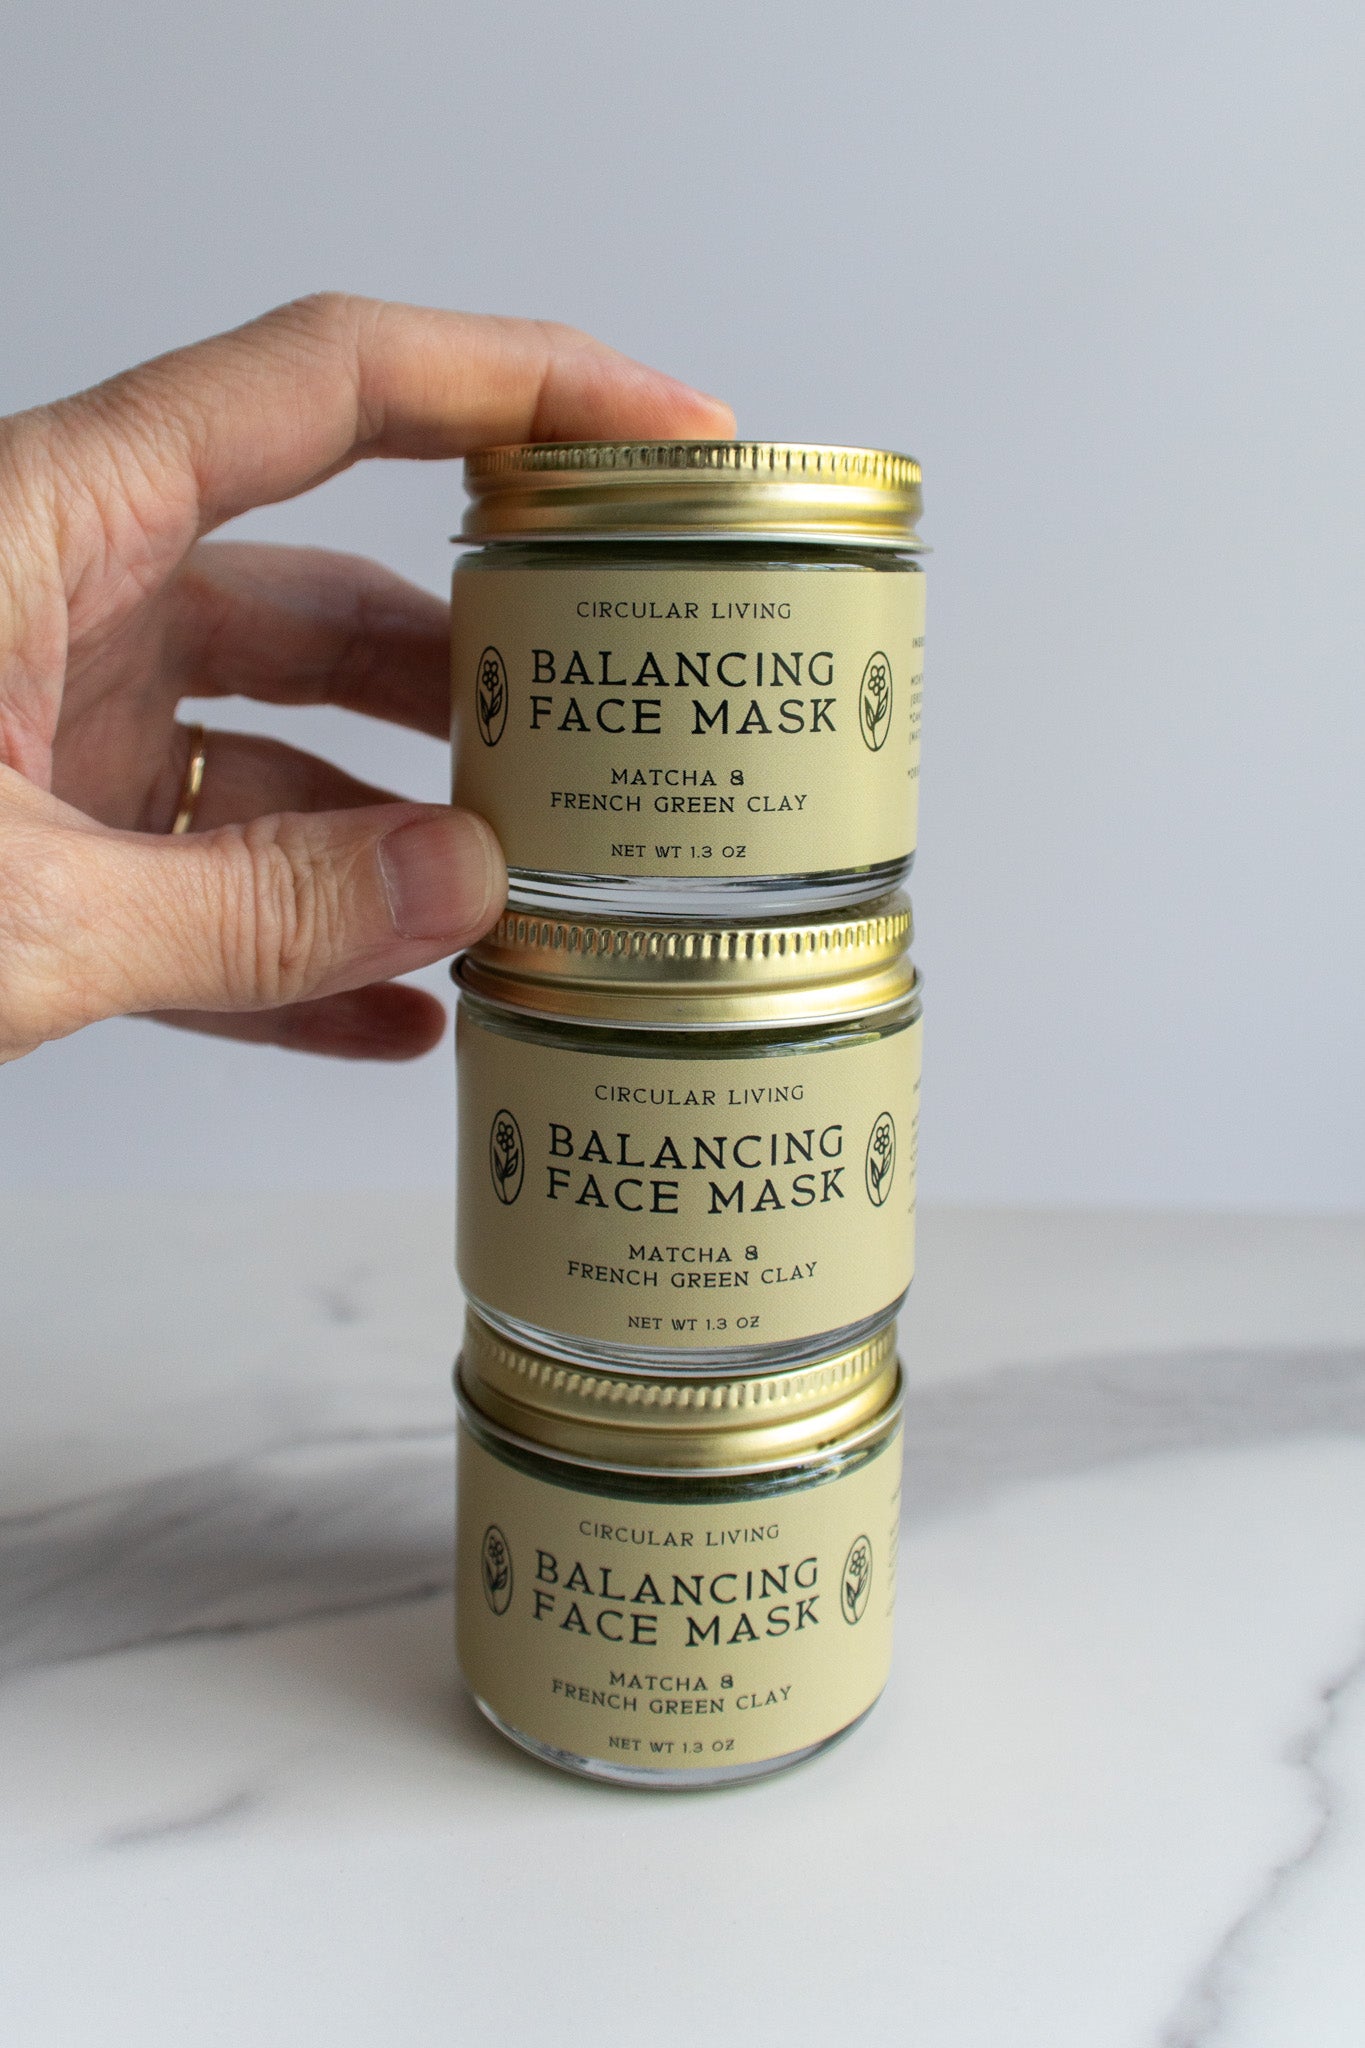 CIRCULAR LIVING
BALANCING
FACE MASK
MATCHA &
FRENCH GREEN CLAY
NET WT 1.3 OZ
CIRCULAR LIVING
BALANCING
FACE MASK
MATCHA &
FRENCH GREEN CLAY
NET WT 1.3 OZ
CIRCULAR LIVING
BALANCING
FACE MASK
MATCHA &
FRENCH GREEN CLAY
NET WT 1.3 OZ